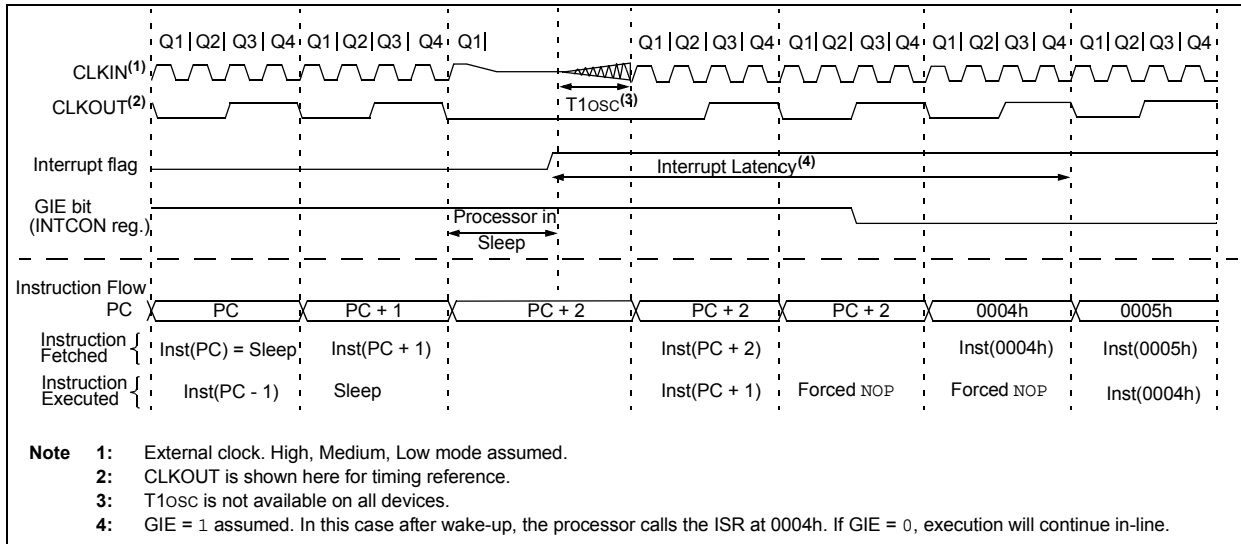 Q1| Q2| Q3| Q4 Q1| Q2| Q3| Q4 Q1| Q1| Q2| Q3| Q4 Q1| Q2| Q3| Q4 Q1| Q2| Q3| Q4 Q1| Q2| Q3| Q4
CLKIN(1)
CLKOUT(2)
T1OSC(3)
Interrupt flag
Interrupt Latency(4)
GIE bit
(INTCON reg.)
Processor in
Sleep
Instruction Flow
PC PC PC + 1 PC + 2 PC + 2 PC + 2 0004h 0005h
Instruction
Fetched
Inst(PC) = Sleep Inst(PC + 1) Inst(PC + 2) Inst(0004h) Inst(0005h)
Instruction
Executed
Inst(PC - 1) Sleep Inst(PC + 1) Forced NOP Forced NOP Inst(0004h)
Note 1: External clock. High, Medium, Low mode assumed.
2: CLKOUT is shown here for timing reference.
3: T1OSC is not available on all devices.
4: GIE = 1 assumed. In this case after wake-up, the processor calls the ISR at 0004h. If GIE = 0, execution will continue in-line.